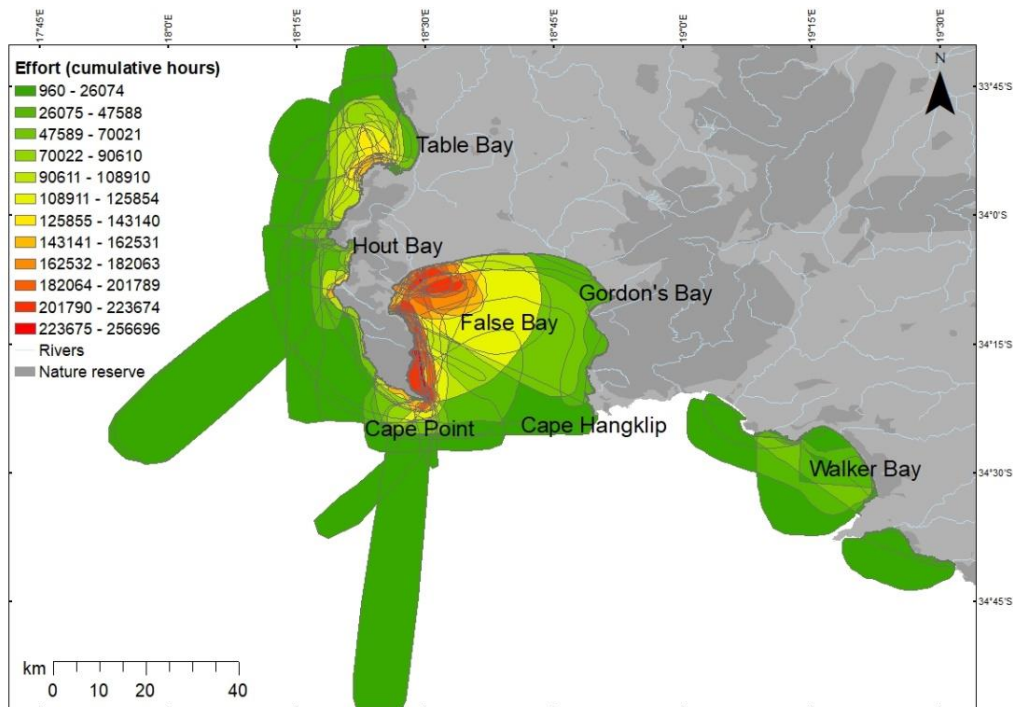 17°45'E 18°0'E 18°15'E 18°30'E 18°45'E 19°0'E 19°15'E 19°30'E
Effort (cumulative hours)
960 - 26074
26075 - 47588
47589 - 70021
70022 - 90610
90611 - 108910
108911 - 125854
125855 - 143140
143141 - 162531
162532 - 182063
182064 - 201789
201790 - 223674
223675 - 256696
Rivers
Nature reserve
N
33°45'S
Table Bay
34°0'S
Hout Bay
Gordon's Bay
False Bay
34°15'S
Cape Point
Cape Hangklip
Walker Bay
34°30'S
34°45'S
km
0 10 20 40